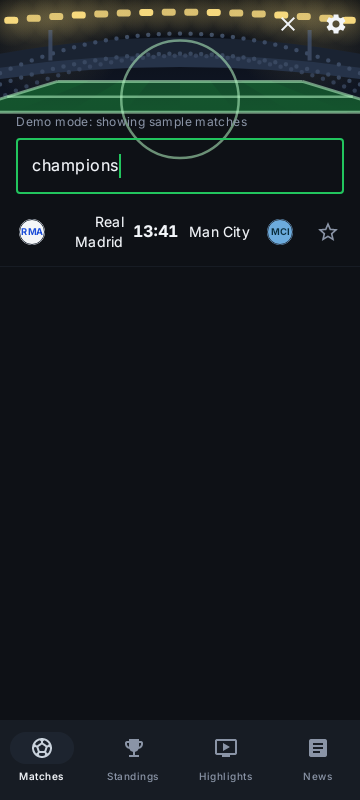 Demo mode: showing sample matches
champions
RMA
Real
Madrid
13:41
Man City
MCI
Matches
Standings
Highlights
News